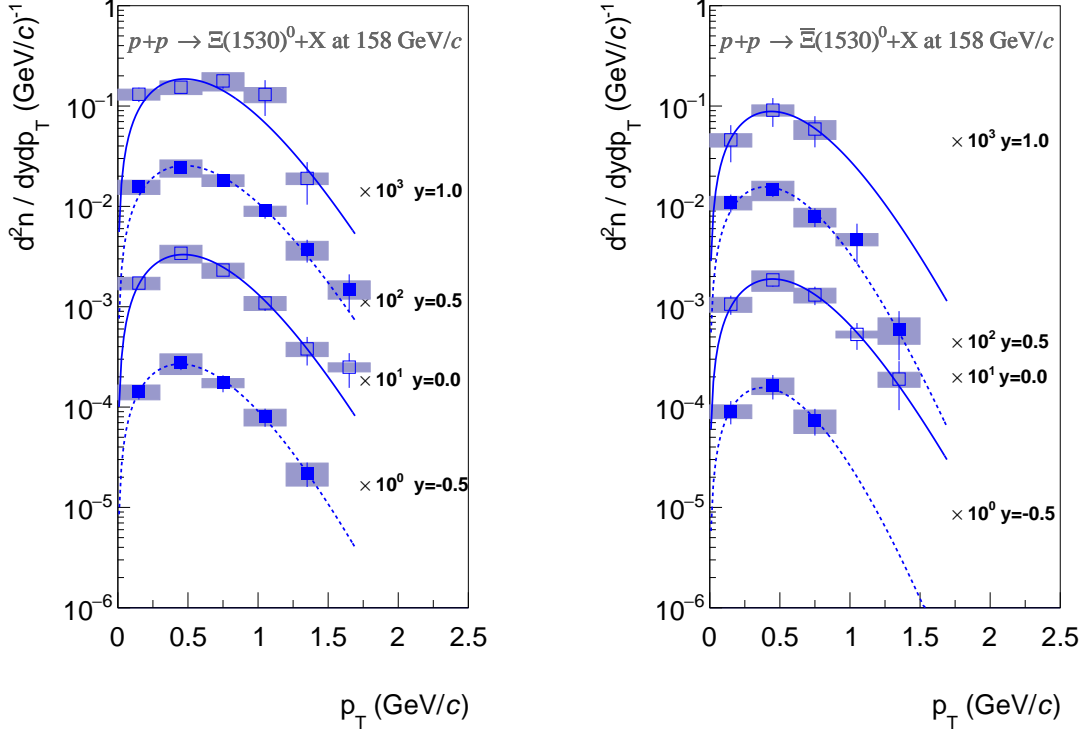 d²n / dydp_T (GeV/c)⁻¹
p+p → Ξ(1530)⁰+X at 158 GeV/c
1
10⁻¹
10⁻²
10⁻³
10⁻⁴
10⁻⁵
10⁻⁶
× 10³ y=1.0
× 10² y=0.5
× 10¹ y=0.0
× 10⁰ y=-0.5
0 0.5 1 1.5 2 2.5
p_T (GeV/c)
d²n / dydp_T (GeV/c)⁻¹
p+p → Ξ̅(1530)⁰+X at 158 GeV/c
1
10⁻¹
10⁻²
10⁻³
10⁻⁴
10⁻⁵
10⁻⁶
× 10³ y=1.0
× 10² y=0.5
× 10¹ y=0.0
× 10⁰ y=-0.5
0 0.5 1 1.5 2 2.5
p_T (GeV/c)